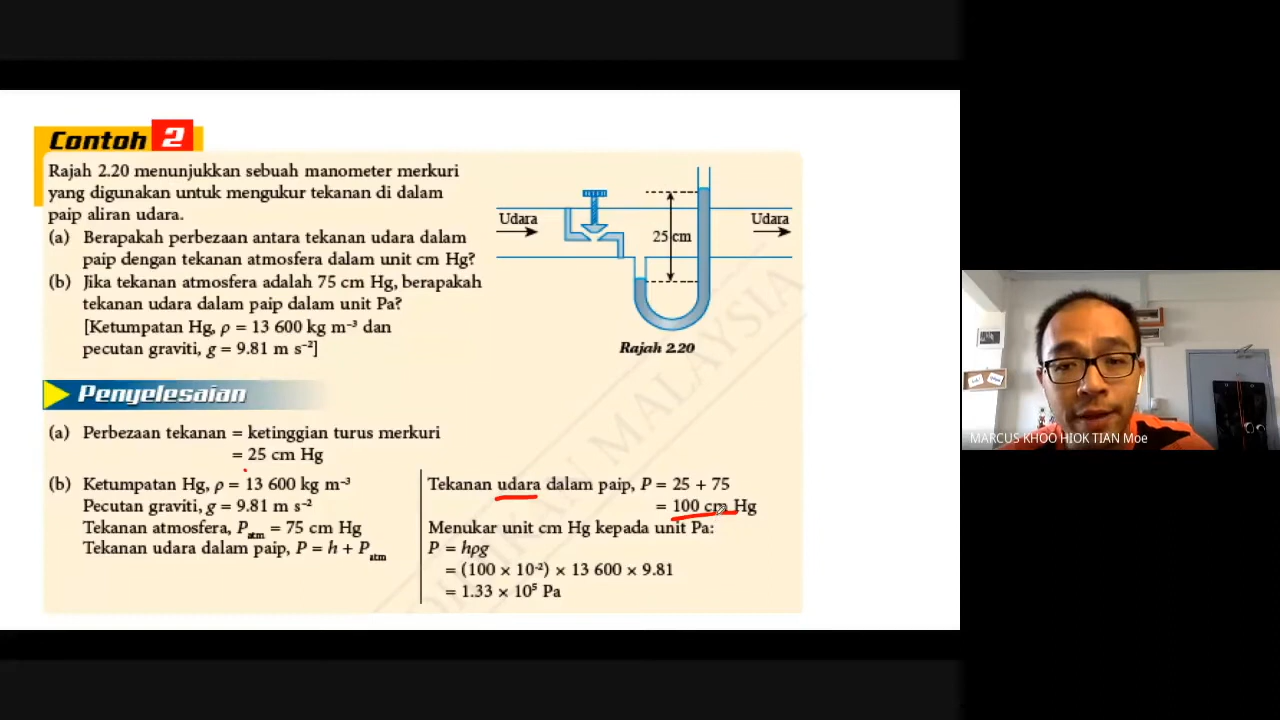 Contoh 2
Rajah 2.20 menunjukkan sebuah manometer merkuri
yang digunakan untuk mengukur tekanan di dalam
paip aliran udara.
(a) Berapakah perbezaan antara tekanan udara dalam
paip dengan tekanan atmosfera dalam unit cm Hg?
(b) Jika tekanan atmosfera adalah 75 cm Hg, berapakah
tekanan udara dalam paip dalam unit Pa?
[Ketumpatan Hg, ρ = 13 600 kg m⁻³ dan
pecutan graviti, g = 9.81 m s⁻²]
Udara
25 cm
Udara
Rajah 2.20
Penyelesaian
(a) Perbezaan tekanan = ketinggian turus merkuri
= 25 cm Hg
(b) Ketumpatan Hg, ρ = 13 600 kg m⁻³
Pecutan graviti, g = 9.81 m s⁻²
Tekanan atmosfera, Patm = 75 cm Hg
Tekanan udara dalam paip, P = h + Patm
Tekanan udara dalam paip, P = 25 + 75
= 100 cm Hg
Menukar unit cm Hg kepada unit Pa:
P = hρg
= (100 × 10⁻²) × 13 600 × 9.81
= 1.33 × 10⁵ Pa
MALAYSIA
MARCUS KHOO HIOK TIAN Moe